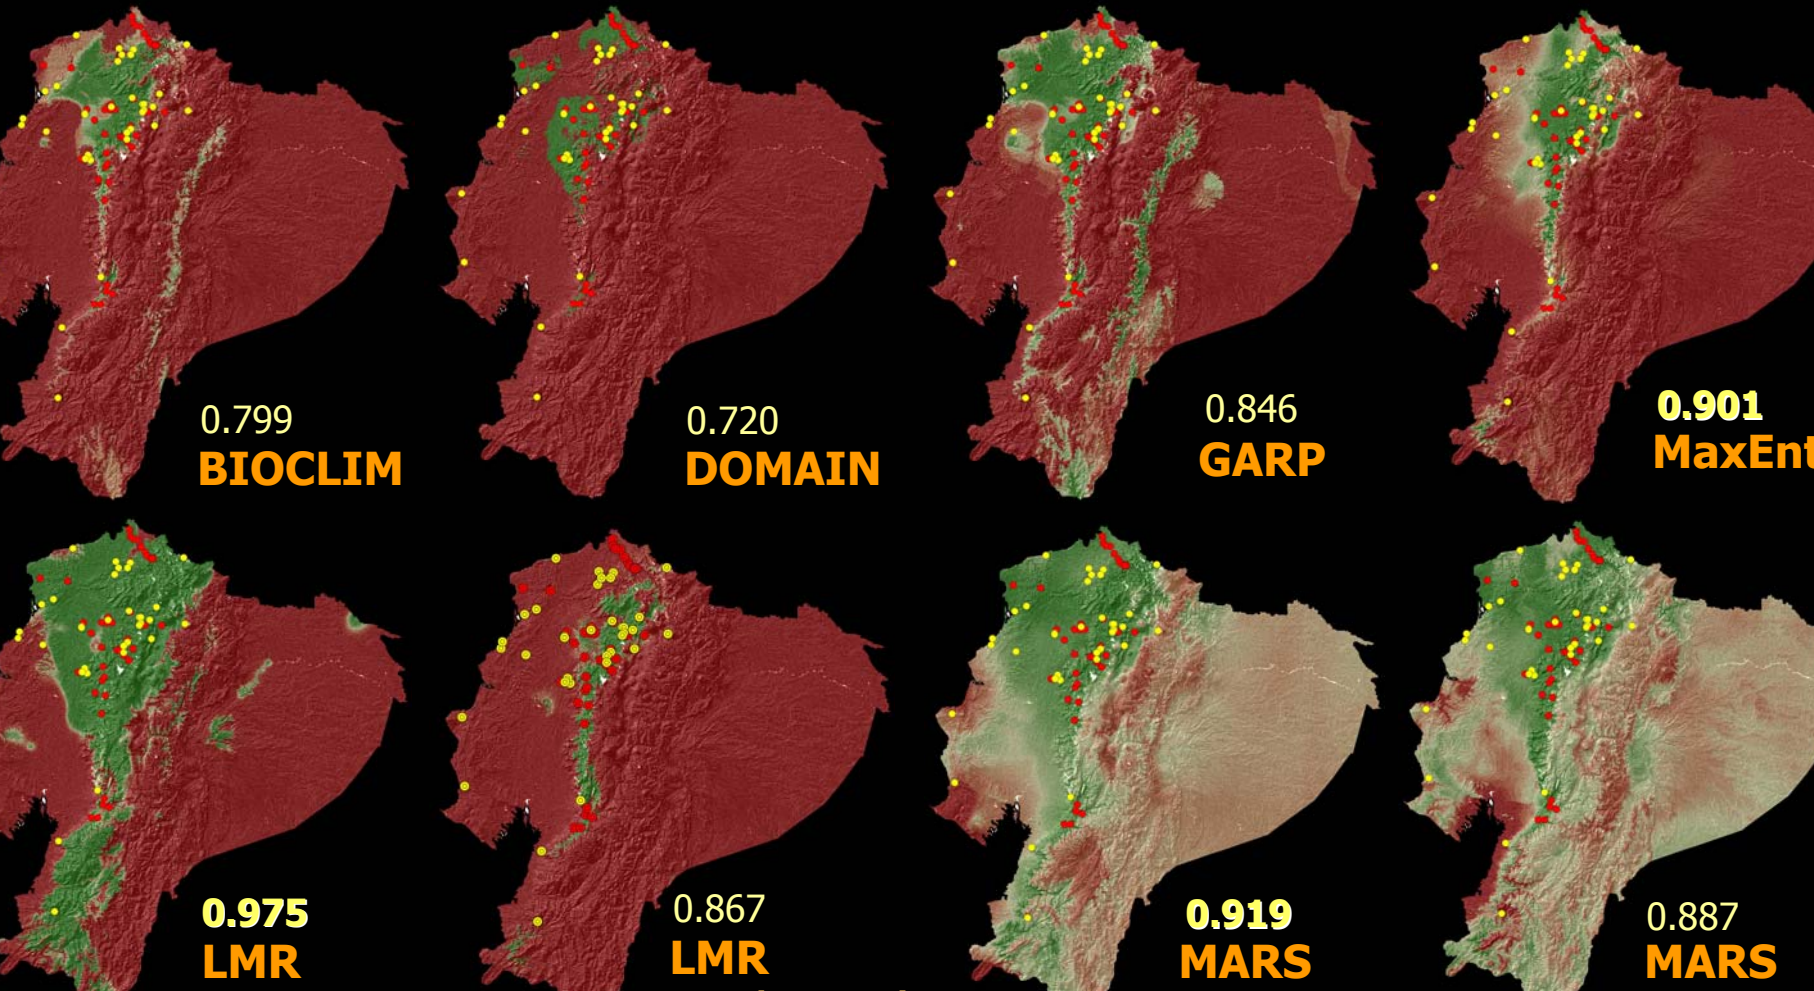 0.799
BIOCLIM
0.720
DOMAIN
0.846
GARP
0.901
MaxEnt
0.975
LMR
0.867
LMR
0.919
MARS
0.887
MARS